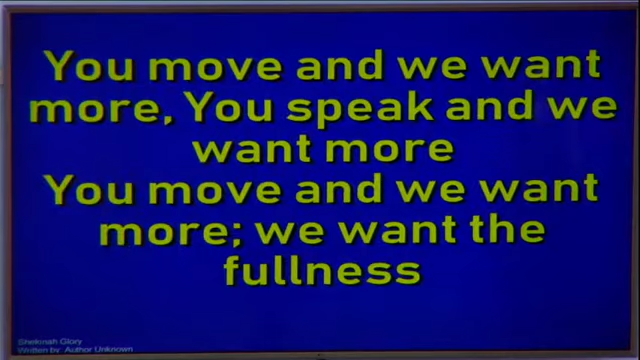 You move and we want
more, You speak and we
want more
You move and we want
more; we want the
fullness
Shekinah Glory
Written by: Author Unknown